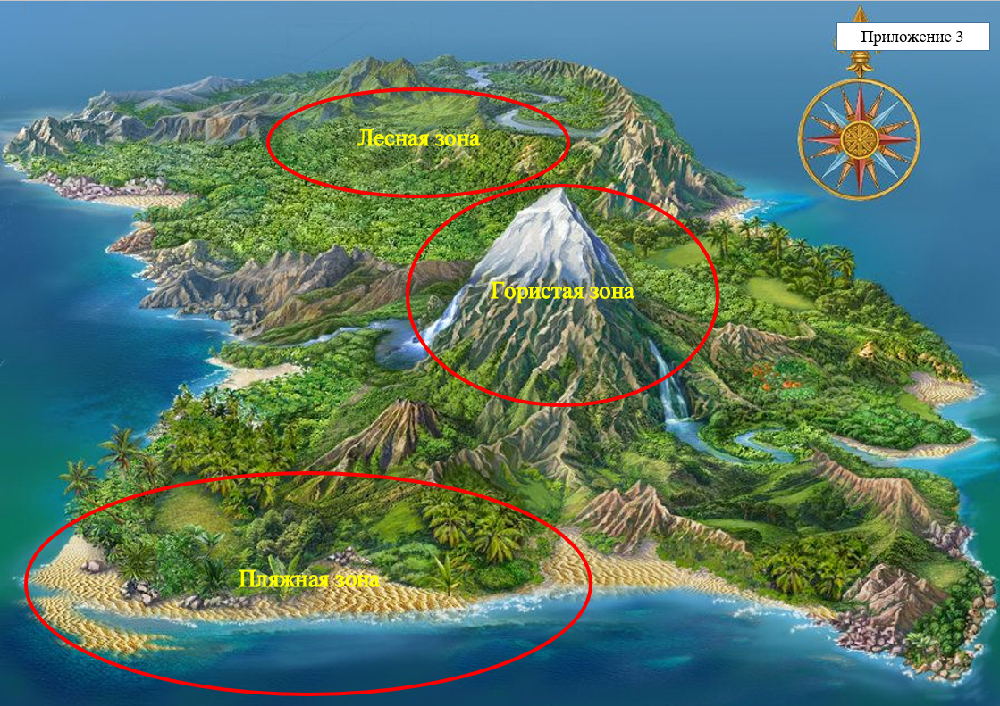 Приложение 3
Лесная зона
Гористая зона
Пляжная зона